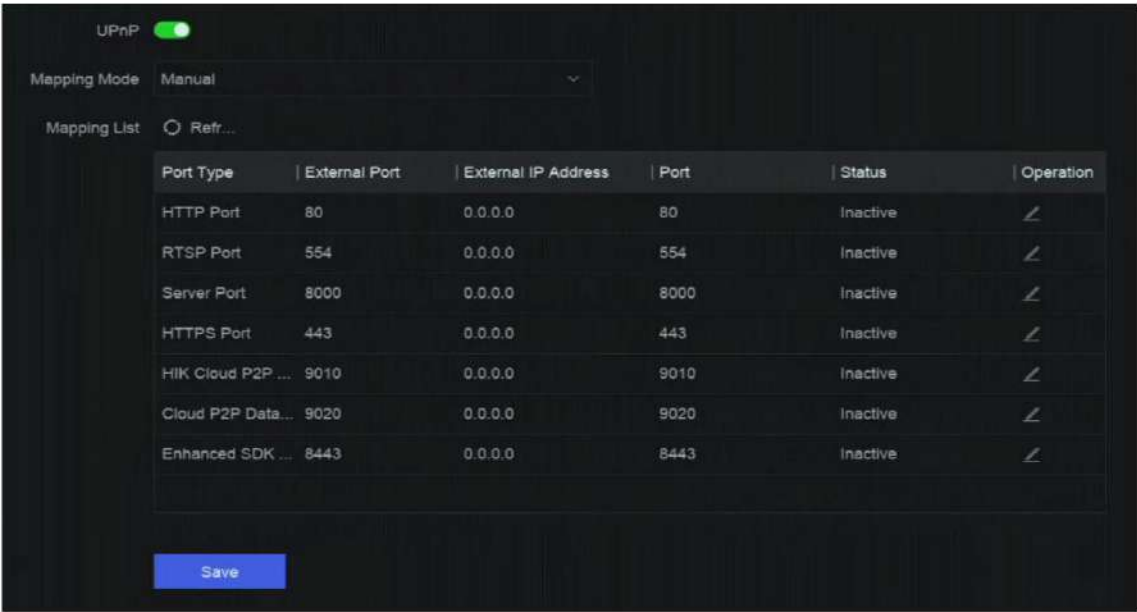 UPnP
Mapping Mode Manual
Mapping List Refr...
Port Type External Port External IP Address Port Status Operation
HTTP Port 80 0.0.0.0 80 Inactive
RTSP Port 554 0.0.0.0 554 Inactive
Server Port 8000 0.0.0.0 8000 Inactive
HTTPS Port 443 0.0.0.0 443 Inactive
HIK Cloud P2P ... 9010 0.0.0.0 9010 Inactive
Cloud P2P Data... 9020 0.0.0.0 9020 Inactive
Enhanced SDK ... 8443 0.0.0.0 8443 Inactive
Save